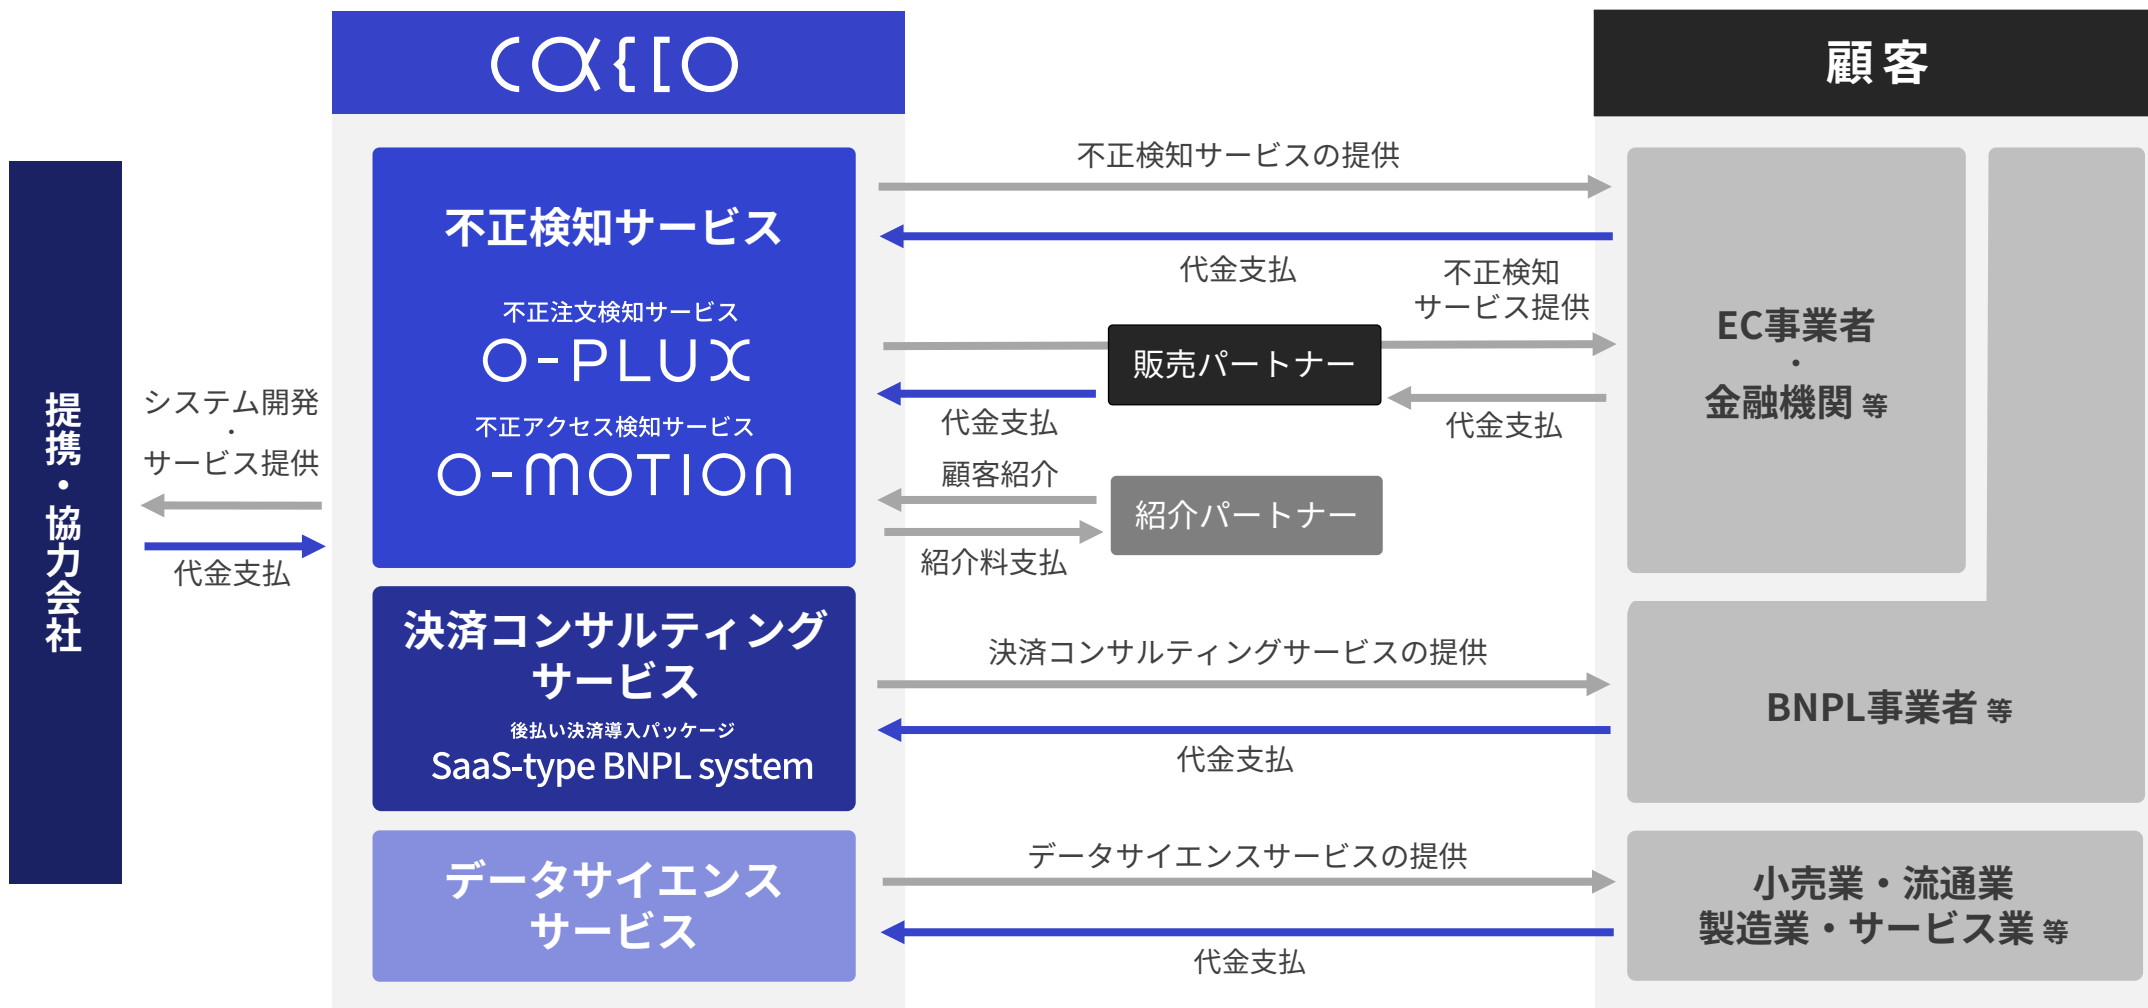 cacco
顧客
提携・協力会社
システム開発
・
サービス提供
代金支払
不正検知サービス
不正注文検知サービス
O-PLUX
不正アクセス検知サービス
O-MOTION
決済コンサルティング
サービス
後払い決済導入パッケージ
SaaS-type BNPL system
データサイエンス
サービス
不正検知サービスの提供
代金支払
不正検知
サービス提供
販売パートナー
代金支払
代金支払
顧客紹介
紹介パートナー
紹介料支払
決済コンサルティングサービスの提供
代金支払
データサイエンスサービスの提供
代金支払
EC事業者
・
金融機関 等
BNPL事業者 等
小売業・流通業
製造業・サービス業 等